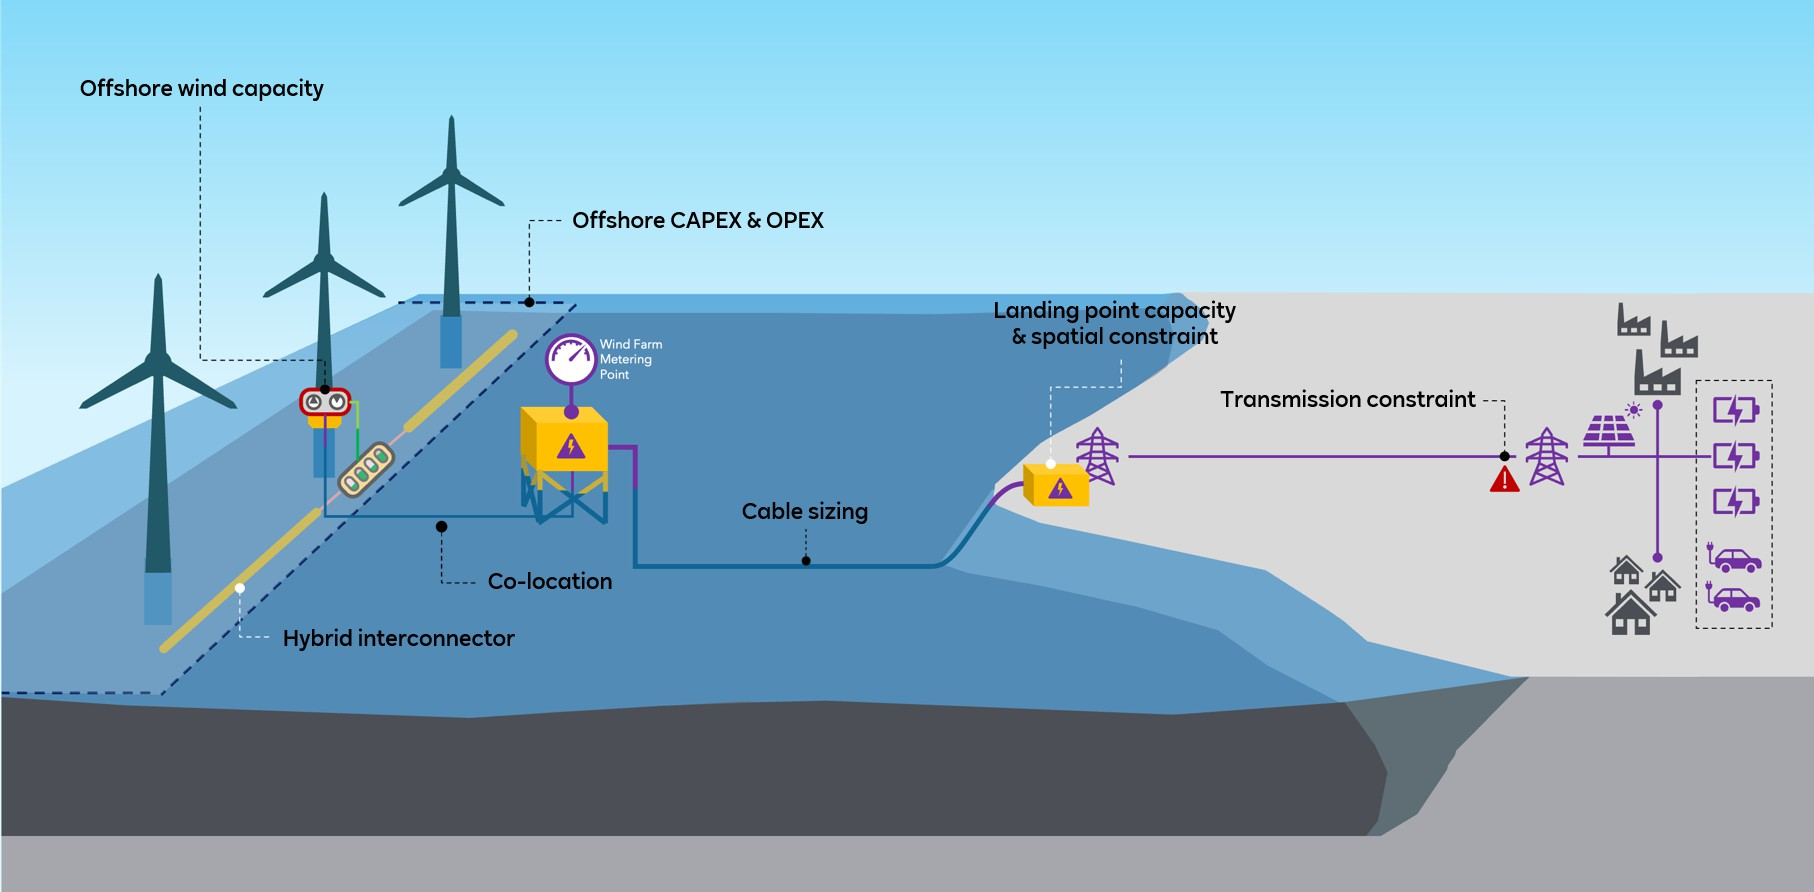 Offshore wind capacity
Offshore CAPEX & OPEX
Landing point capacity
& spatial constraint
Wind Farm
Metering
Point
Transmission constraint
Cable sizing
Co-location
Hybrid interconnector